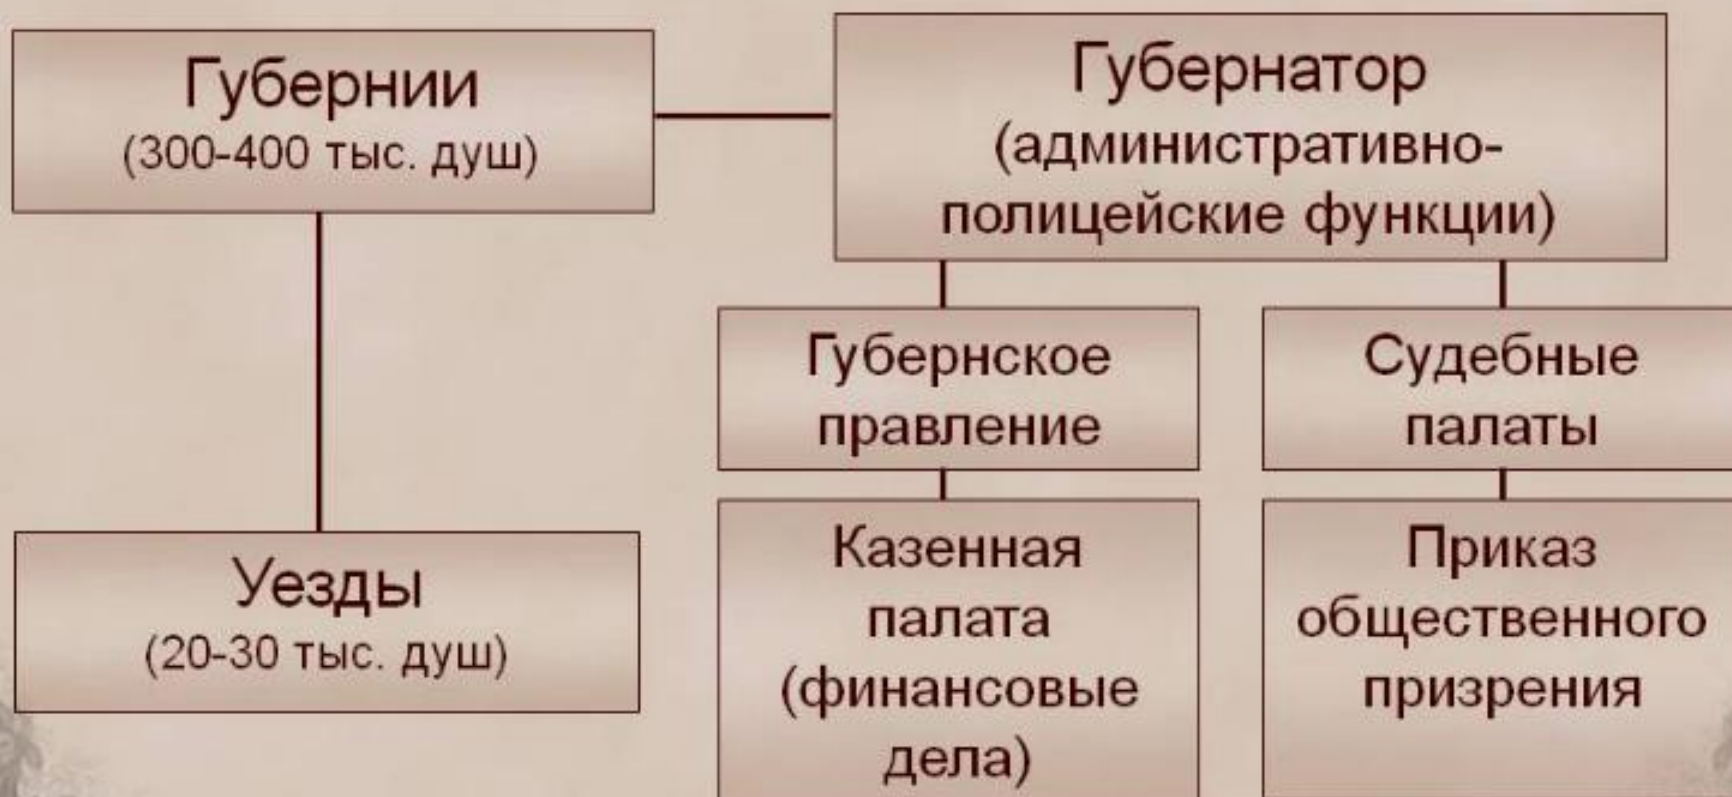 Губернии
(300-400 тыс. душ)
Губернатор
(административно-
полицейские функции)
Губернское
правление
Судебные
палаты
Уезды
(20-30 тыс. душ)
Казенная
палата
(финансовые
дела)
Приказ
общественного
призрения